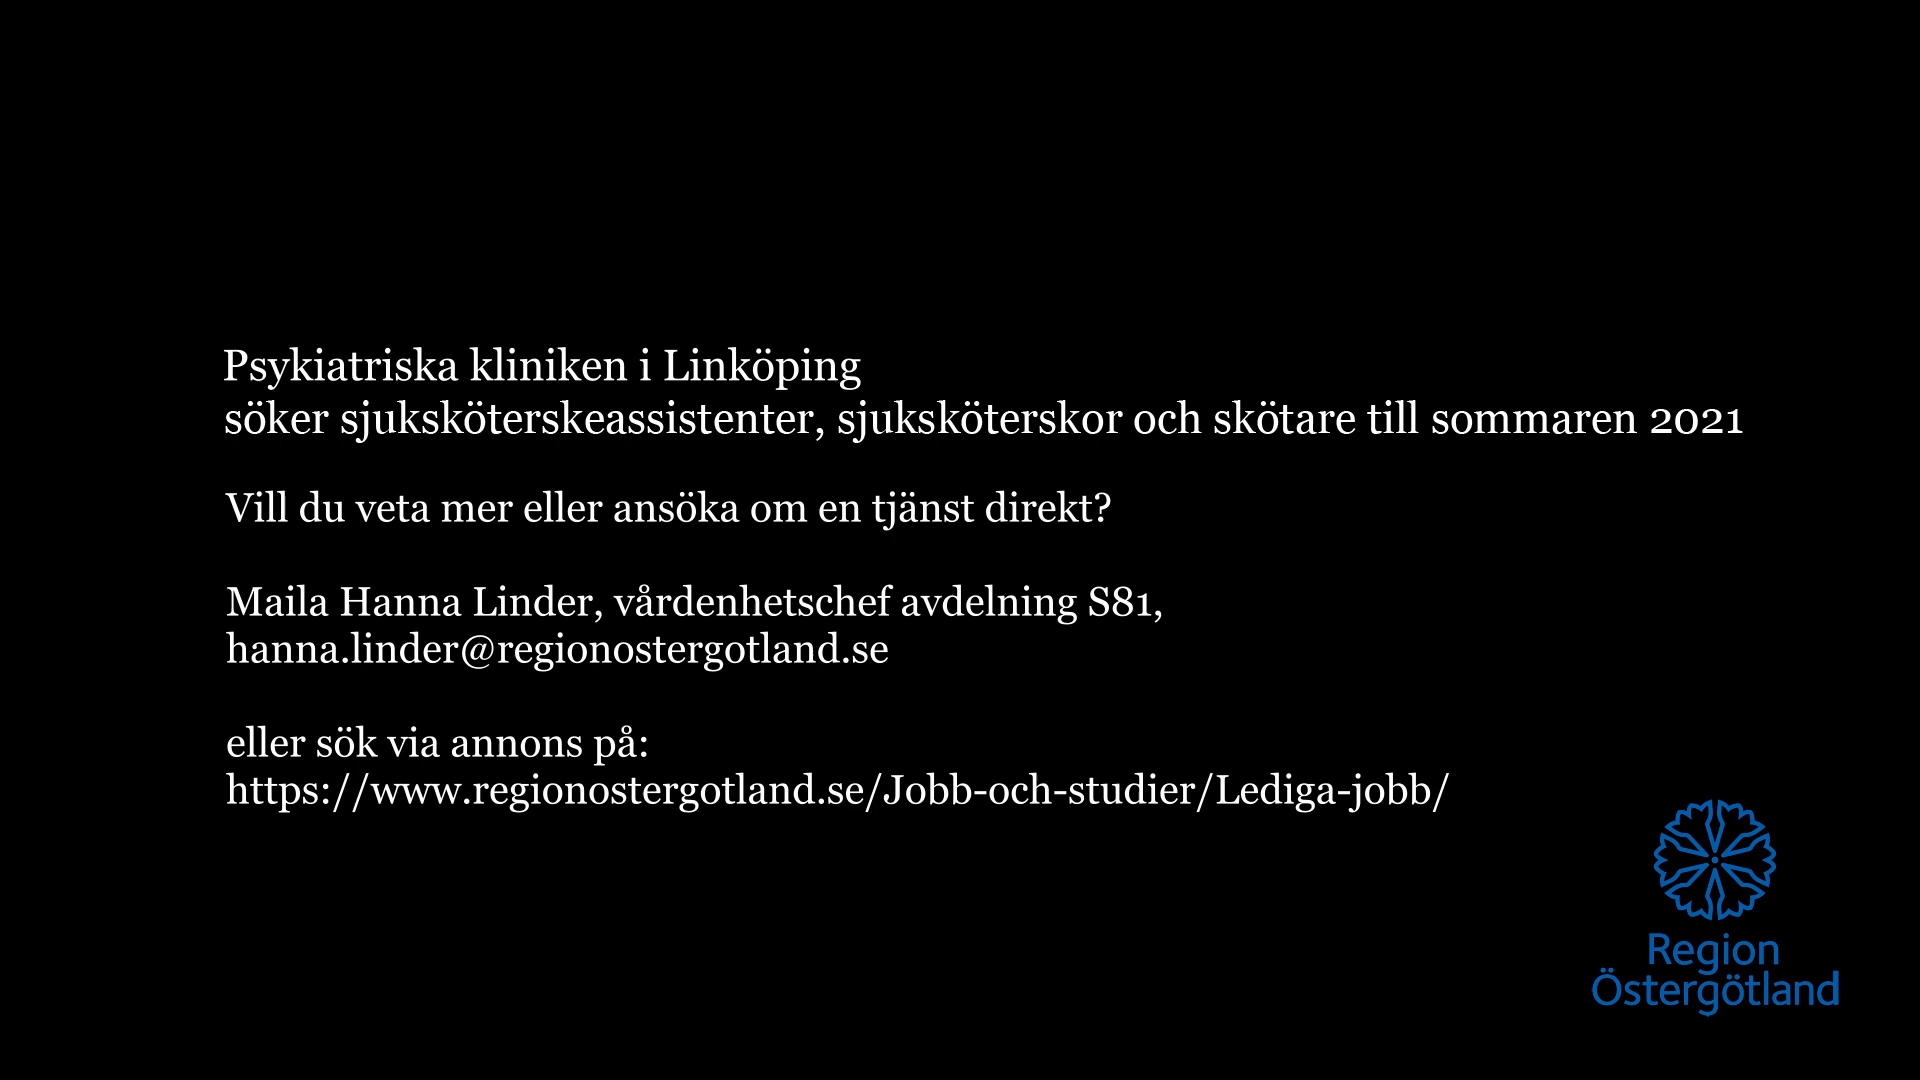 Psykiatriska kliniken i Linköping
söker sjuksköterskeassistenter, sjuksköterskor och skötare till sommaren 2021
Vill du veta mer eller ansöka om en tjänst direkt?
Maila Hanna Linder, vårdenhetschef avdelning S81,
hanna.linder@regionostergotland.se
eller sök via annons på:
https://www.regionostergotland.se/Jobb-och-studier/Lediga-jobb/
Region
Östergötland